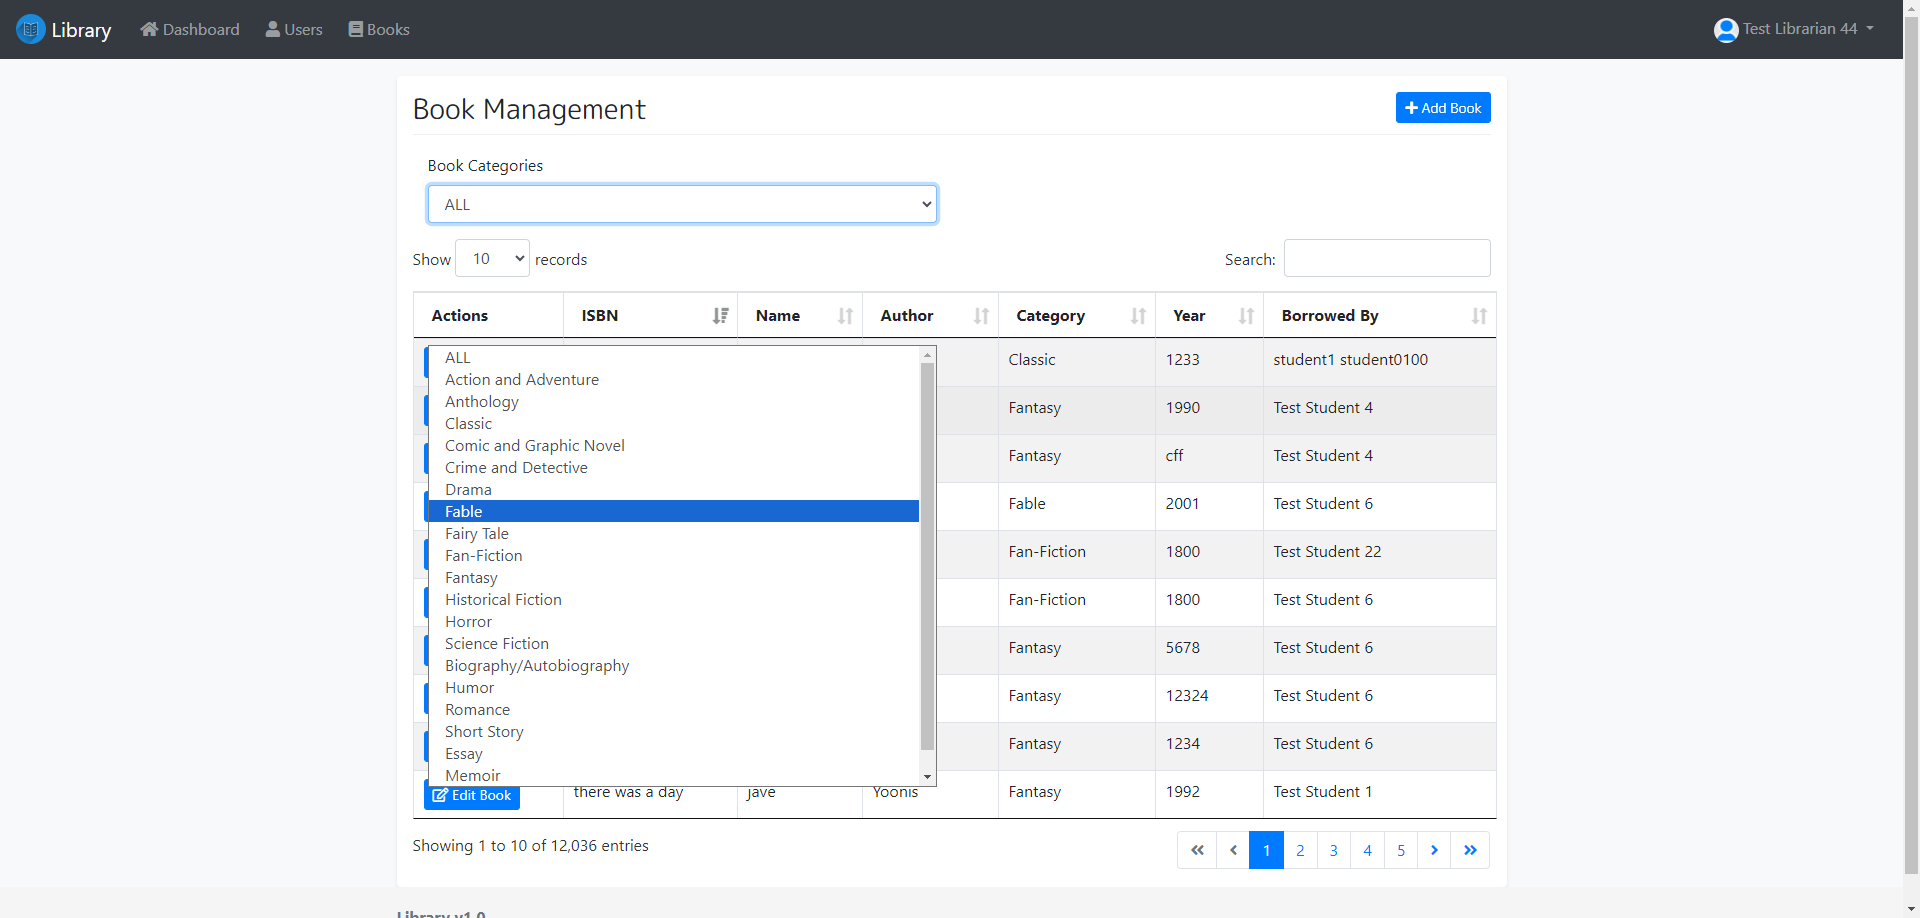 Library Dashboard Users Books Test Librarian 44
Book Management
Add Book
Book Categories
ALL
Show 10 records
Search:
Actions ISBN Name Author Category Year Borrowed By
ALL
Action and Adventure
Anthology
Classic
Comic and Graphic Novel
Crime and Detective
Drama
Fable
Fairy Tale
Fan-Fiction
Fantasy
Historical Fiction
Horror
Science Fiction
Biography/Autobiography
Humor
Romance
Short Story
Essay
Memoir
Classic 1233 student1 student0100
Fantasy 1990 Test Student 4
Fantasy cff Test Student 4
Fable 2001 Test Student 6
Fan-Fiction 1800 Test Student 22
Fan-Fiction 1800 Test Student 6
Fantasy 5678 Test Student 6
Fantasy 12324 Test Student 6
Fantasy 1234 Test Student 6
Edit Book there was a day jave Yoonis Fantasy 1992 Test Student 1
Showing 1 to 10 of 12,036 entries
« ‹ 1 2 3 4 5 › »
Library v1.0